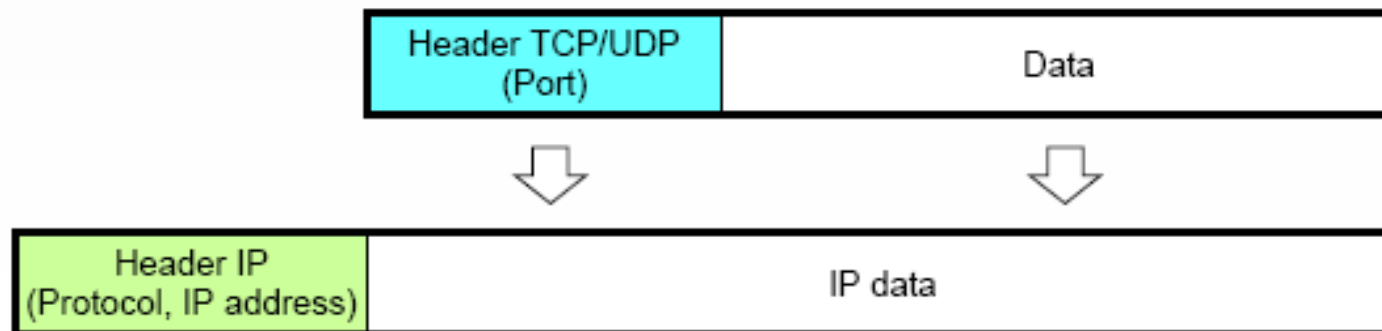 Header TCP/UDP
(Port)
Data
Header IP
(Protocol, IP address)
IP data